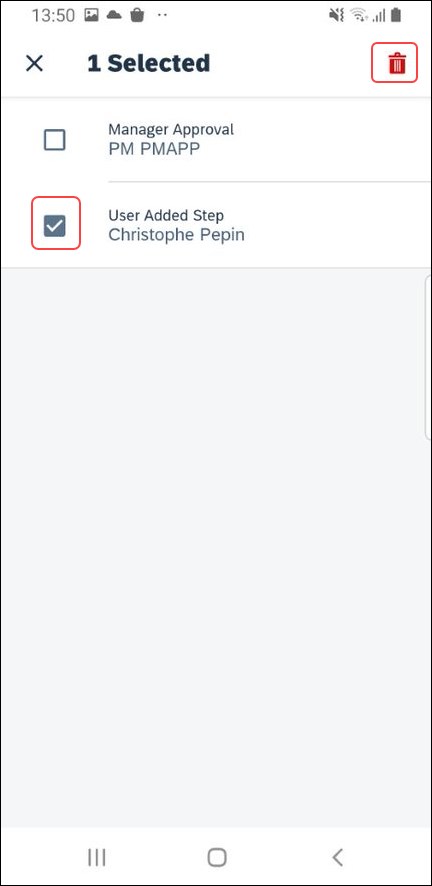 13:50
1 Selected
Manager Approval
PM PMAPP
User Added Step
Christophe Pepin